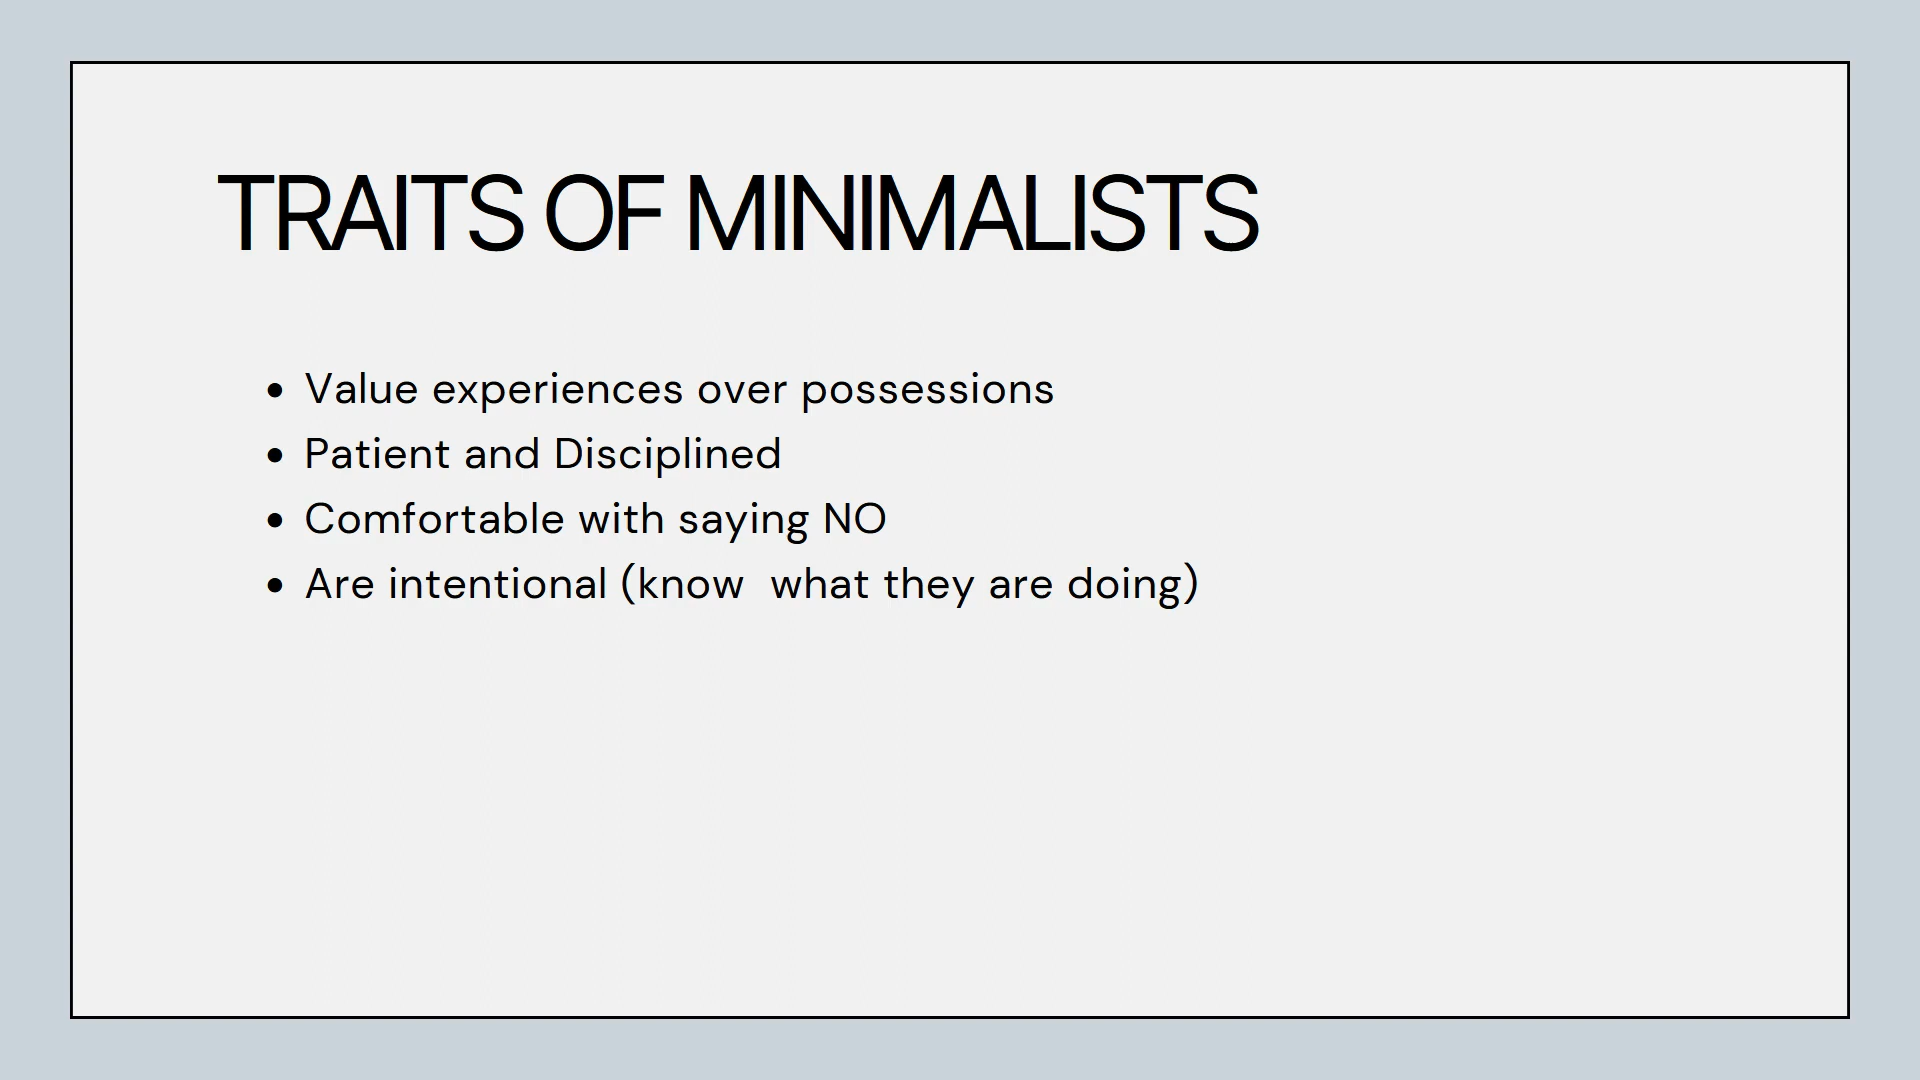 TRAITS OF MINIMALISTS
• Value experiences over possessions
• Patient and Disciplined
• Comfortable with saying NO
• Are intentional (know  what they are doing)